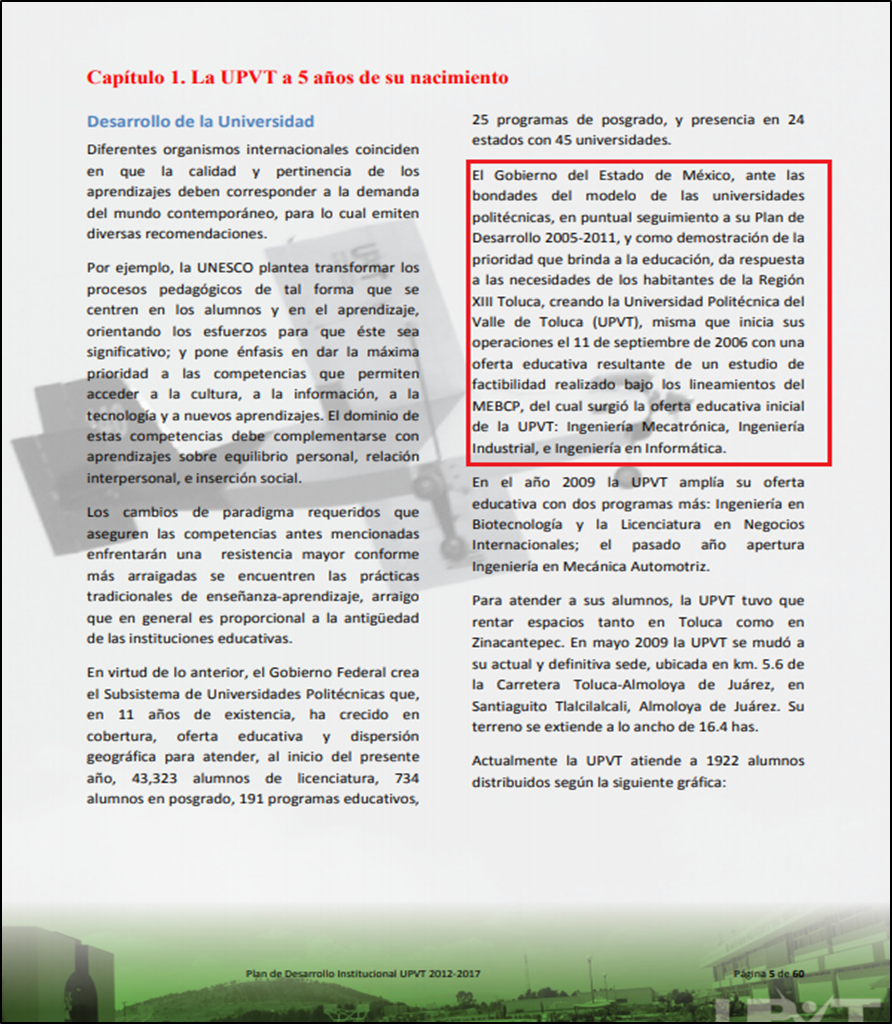 Capítulo 1. La UPVT a 5 años de su nacimiento
Desarrollo de la Universidad
Diferentes organismos internacionales coinciden
en que la calidad y pertinencia de los
aprendizajes deben corresponder a la demanda
del mundo contemporáneo, para lo cual emiten
diversas recomendaciones.
Por ejemplo, la UNESCO plantea transformar los
procesos pedagógicos de tal forma que se
centren en los alumnos y en el aprendizaje,
orientando los esfuerzos para que éste sea
significativo; y pone énfasis en dar la máxima
prioridad a las competencias que permiten
acceder a la cultura, a la información, a la
tecnología y a nuevos aprendizajes. El dominio de
estas competencias debe complementarse con
aprendizajes sobre equilibrio personal, relación
interpersonal, e inserción social.
Los cambios de paradigma requeridos que
aseguren las competencias antes mencionadas
enfrentarán una resistencia mayor conforme
más arraigadas se encuentren las prácticas
tradicionales de enseñanza-aprendizaje, arraigo
que en general es proporcional a la antigüedad
de las instituciones educativas.
En virtud de lo anterior, el Gobierno Federal crea
el Subsistema de Universidades Politécnicas que,
en 11 años de existencia, ha crecido en
cobertura, oferta educativa y dispersión
geográfica para atender, al inicio del presente
año, 43,323 alumnos de licenciatura, 734
alumnos en posgrado, 191 programas educativos,
25 programas de posgrado, y presencia en 24
estados con 45 universidades.
El Gobierno del Estado de México, ante las
bondades del modelo de las universidades
politécnicas, en puntual seguimiento a su Plan de
Desarrollo 2005-2011, y como demostración de la
prioridad que brinda a la educación, da respuesta
a las necesidades de los habitantes de la Región
XIII Toluca, creando la Universidad Politécnica del
Valle de Toluca (UPVT), misma que inicia sus
operaciones el 11 de septiembre de 2006 con una
oferta educativa resultante de un estudio de
factibilidad realizado bajo los lineamientos del
MEBCP, del cual surgió la oferta educativa inicial
de la UPVT: Ingeniería Mecatrónica, Ingeniería
Industrial, e Ingeniería en Informática.
En el año 2009 la UPVT amplía su oferta
educativa con dos programas más: Ingeniería en
Biotecnología y la Licenciatura en Negocios
Internacionales; el pasado año apertura
Ingeniería en Mecánica Automotriz.
Para atender a sus alumnos, la UPVT tuvo que
rentar espacios tanto en Toluca como en
Zinacantepec. En mayo 2009 la UPVT se mudó a
su actual y definitiva sede, ubicada en km. 5.6 de
la Carretera Toluca-Almoloya de Juárez, en
Santiaguito Tlalcilalcali, Almoloya de Juárez. Su
terreno se extiende a lo ancho de 16.4 has.
Actualmente la UPVT atiende a 1922 alumnos
distribuidos según la siguiente gráfica:
Plan de Desarrollo Institucional UPVT 2012-2017
Página 5 de 60
UPVT